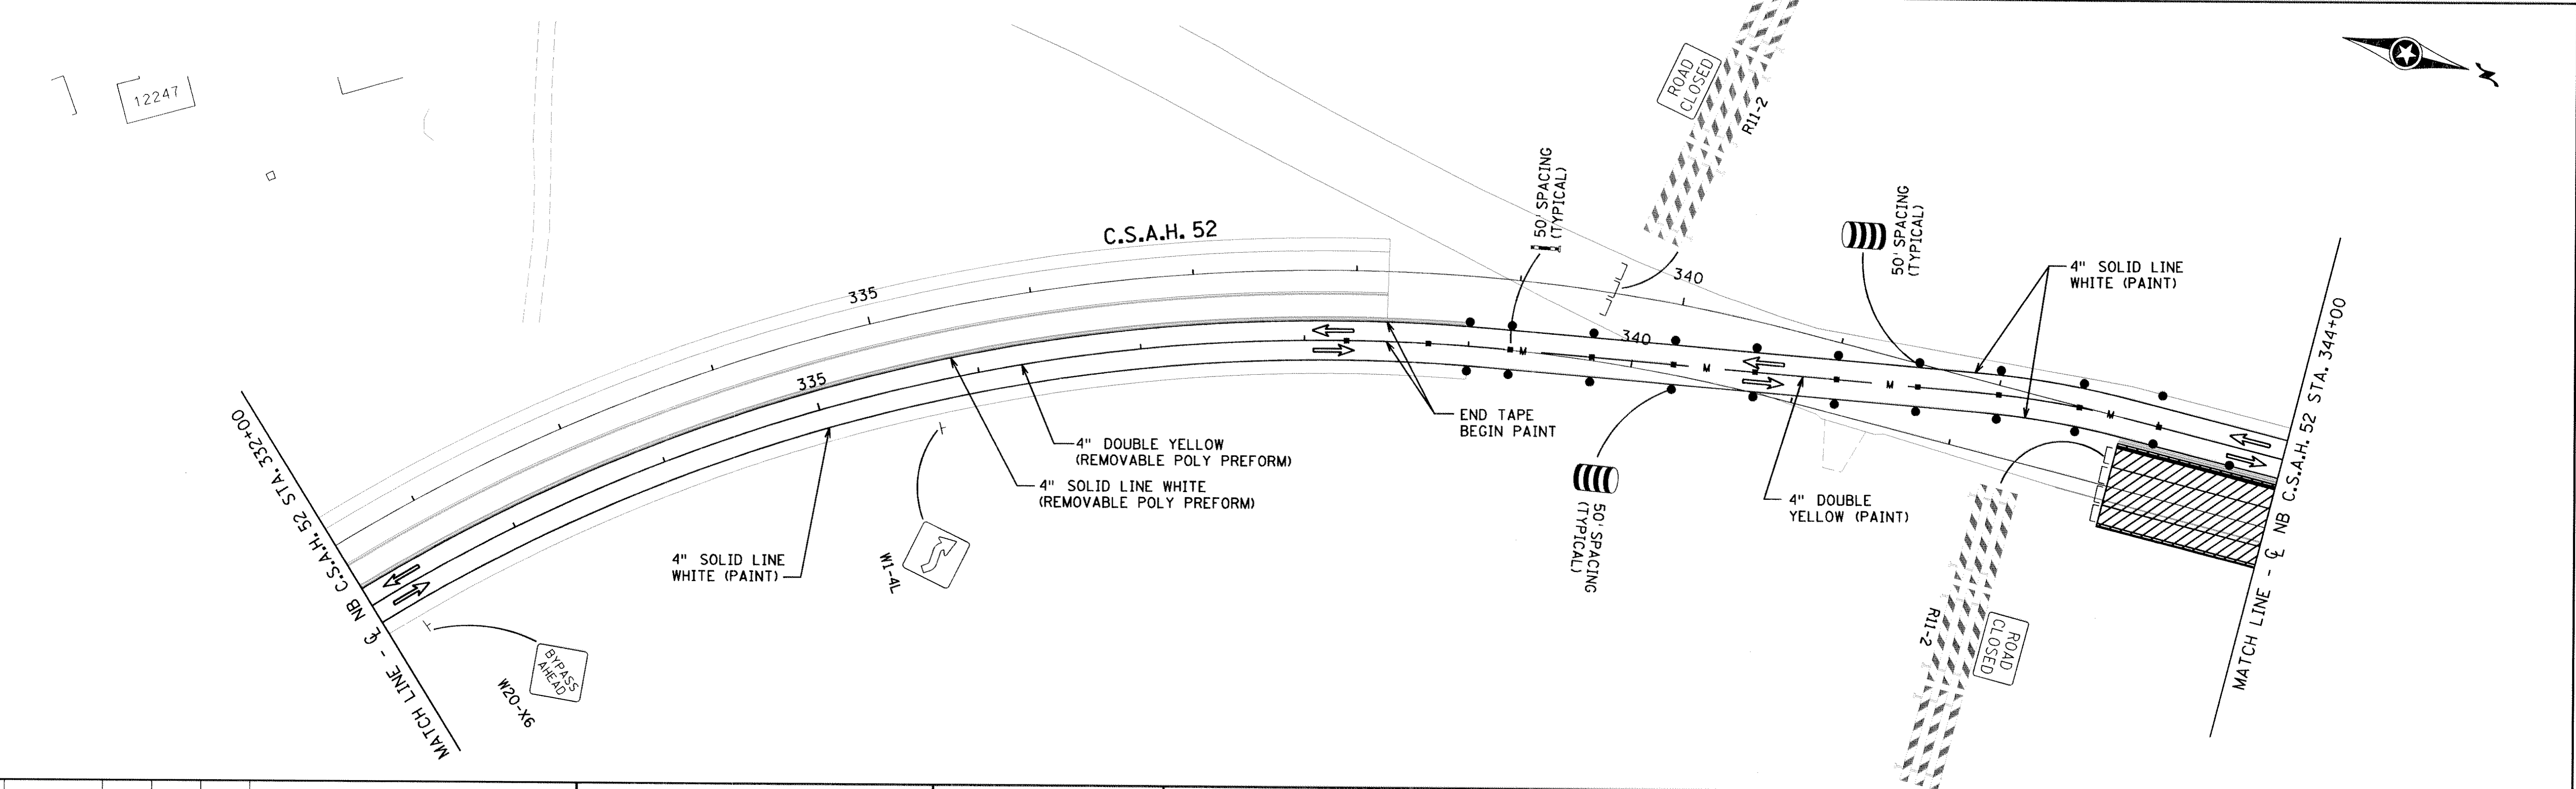 12247
C.S.A.H. 52
335
335
MATCH LINE - ℄ NB C.S.A.H. 52 STA. 332+00
BYPASS
AHEAD
W20-X6
W1-4L
4" SOLID LINE
WHITE (PAINT)
4" DOUBLE YELLOW
(REMOVABLE POLY PREFORM)
4" SOLID LINE WHITE
(REMOVABLE POLY PREFORM)
END TAPE
BEGIN PAINT
50' SPACING
(TYPICAL)
ROAD
CLOSED
R11-2
340
340
50' SPACING
(TYPICAL)
50' SPACING
(TYPICAL)
M
M
M
M
4" SOLID LINE
WHITE (PAINT)
4" DOUBLE
YELLOW (PAINT)
R11-2
ROAD
CLOSED
MATCH LINE - ℄ NB C.S.A.H. 52 STA. 344+00
N